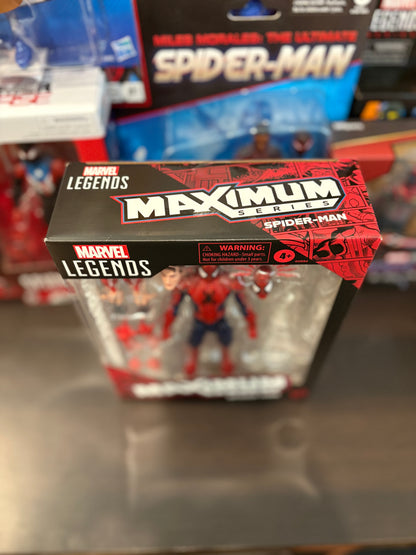 MILES MORALES: THE ULTIMATE
SPIDER-MAN
Hasbro
MARVEL
LEGENDS
MAXIMUM
SERIES
SPIDER-MAN
MARVEL
LEGENDS
WARNING:
CHOKING HAZARD–Small parts.
Not for children under 3 years.
4+